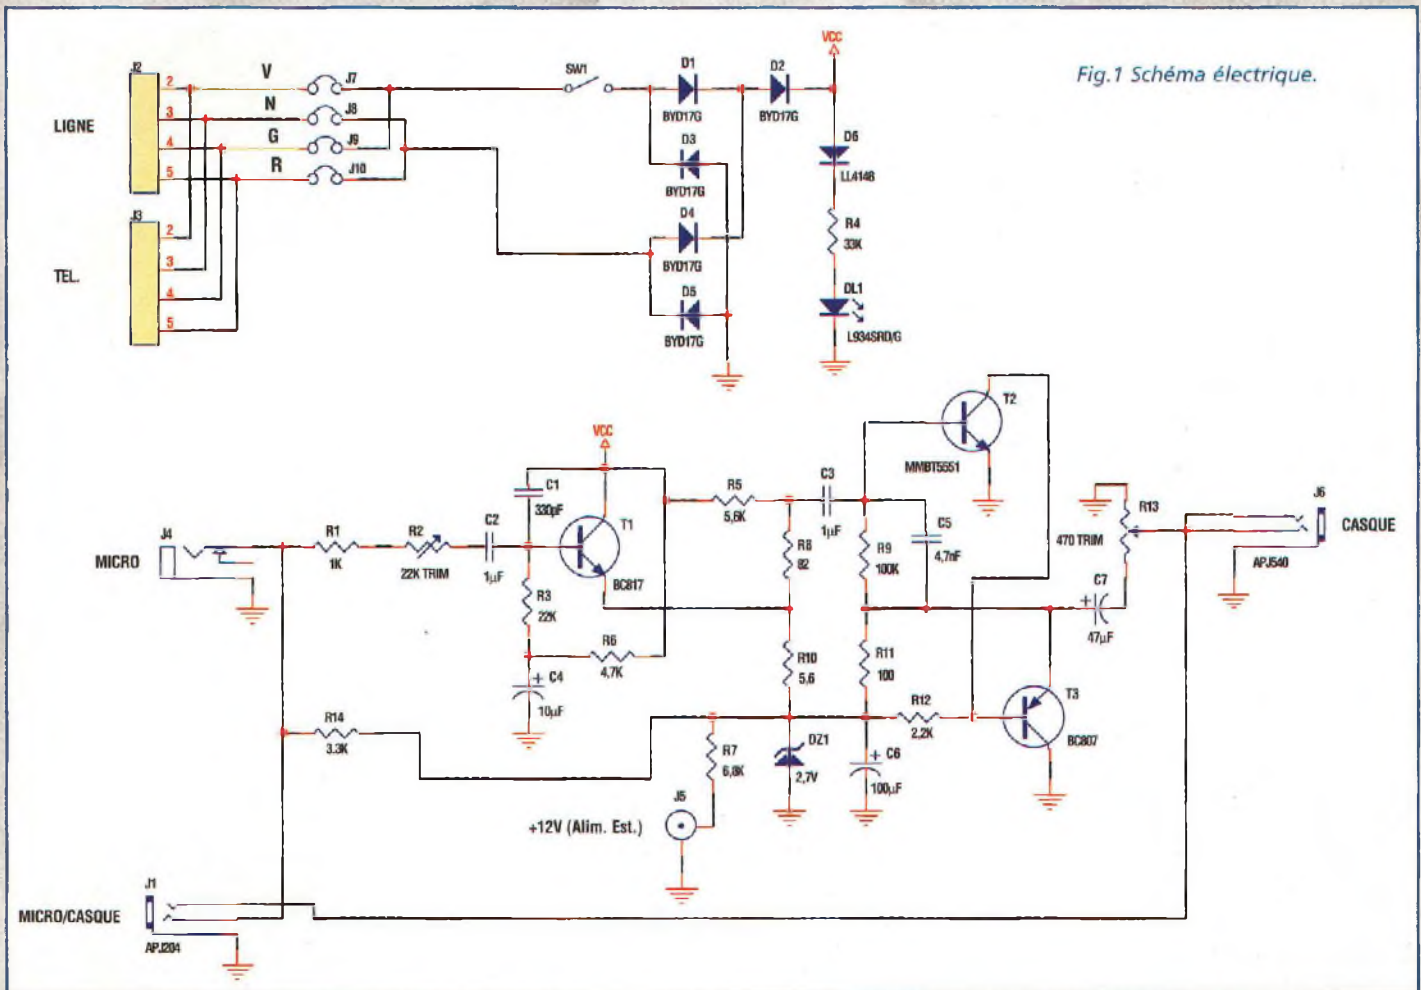 Fig.1 Schéma électrique.
VCC
J2
2
V
J7
SW1
D1
D2
BYD17G
BYD17G
LIGNE
3
N
J8
4
G
J9
5
R
J10
D3
BYD17G
D6
LL4148
J3
2
TEL.
3
4
5
D4
BYD17G
R4
33K
D5
BYD17G
DL1
L934SRD/G
T2
MMBT5551
VCC
C1
330pF
T1
BC817
R5
5,6K
C3
1µF
J4
MICRO
R1
1K
R2
22K TRIM
C2
1µF
R8
82
R9
100K
C5
4,7nF
R13
470 TRIM
J6
CASQUE
APJ540
R3
22K
C7
+
47µF
R6
4,7K
C4
+
10µF
R10
5,6
R11
100
R12
2,2K
T3
BC807
R14
3.3K
R7
6,8K
DZ1
2,7V
C6
+
100µF
J5
+12V (Alim. Est.)
J1
MICRO/CASQUE
APJ204